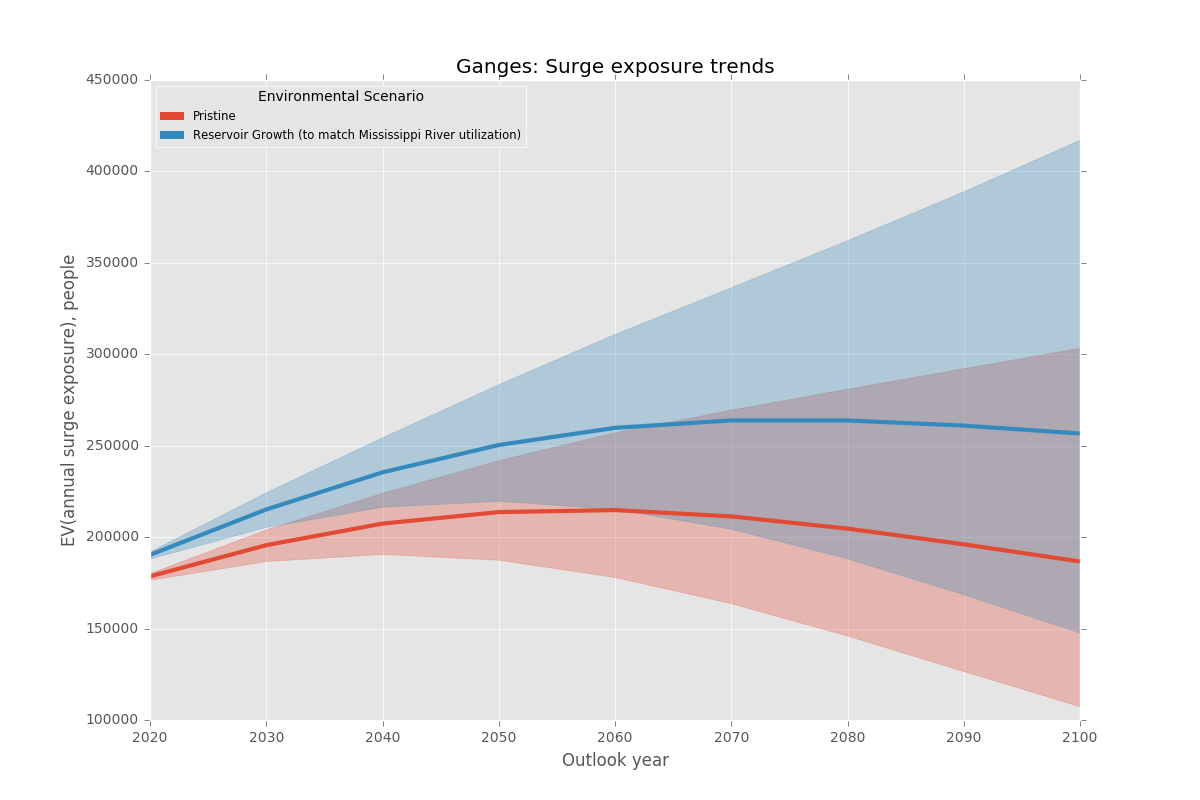 Ganges: Surge exposure trends
Environmental Scenario
Pristine
Reservoir Growth (to match Mississippi River utilization)
EV(annual surge exposure), people
450000
400000
350000
300000
250000
200000
150000
100000
2020 2030 2040 2050 2060 2070 2080 2090 2100
Outlook year